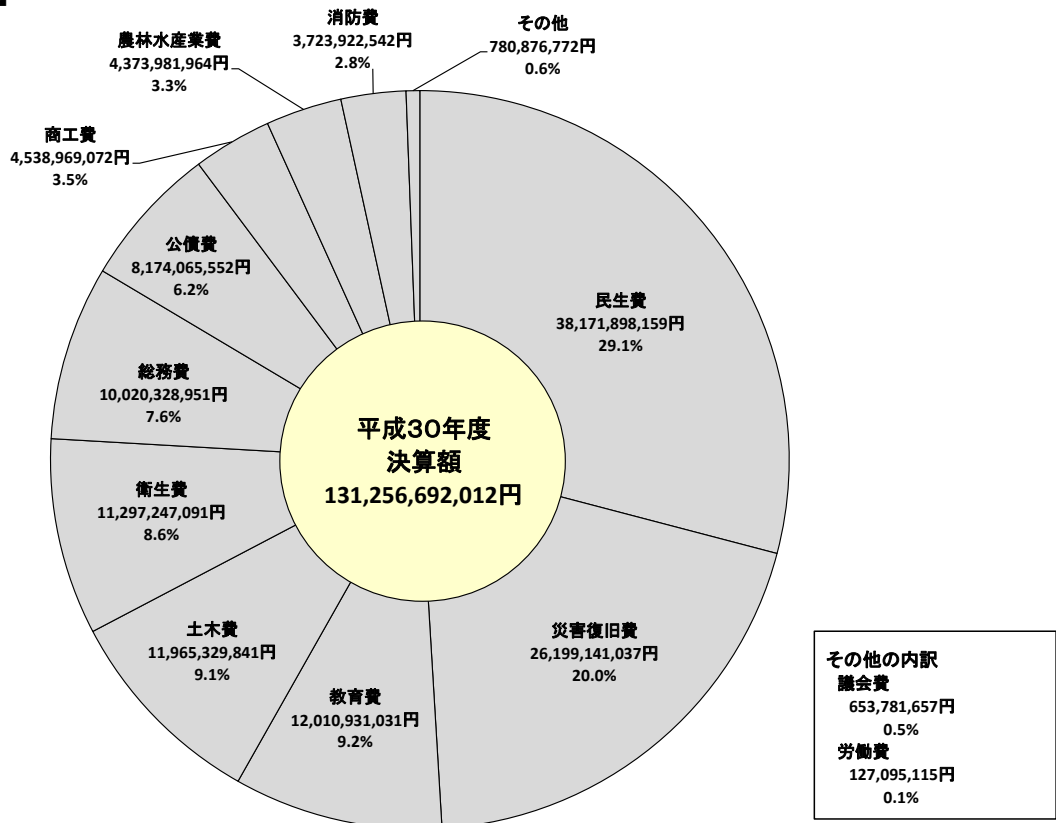 消防費
3,723,922,542円
2.8%
その他
780,876,772円
0.6%
農林水産業費
4,373,981,964円
3.3%
商工費
4,538,969,072円
3.5%
公債費
8,174,065,552円
6.2%
民生費
38,171,898,159円
29.1%
総務費
10,020,328,951円
7.6%
平成30年度
決算額
131,256,692,012円
衛生費
11,297,247,091円
8.6%
土木費
11,965,329,841円
9.1%
災害復旧費
26,199,141,037円
20.0%
教育費
12,010,931,031円
9.2%
その他の内訳
議会費
653,781,657円
0.5%
労働費
127,095,115円
0.1%